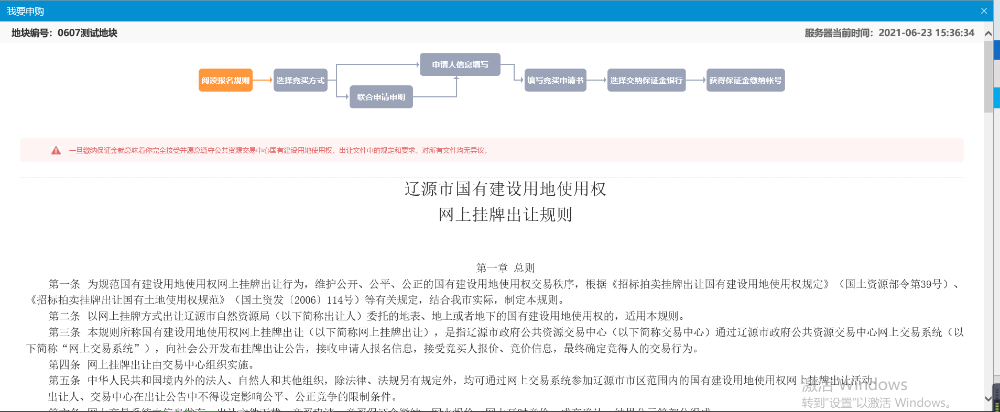 我要申购
地块编号：0607测试地块
服务器当前时间：2021-06-23 15:36:34
阅读报名规则
选择竞买方式
申请人信息填写
联合申请申明
填写竞买申请书
选择交纳保证金银行
获得保证金缴纳帐号
一旦缴纳保证金就意味着你完全接受并愿意遵守公共资源交易中心国有建设用地使用权，出让文件中的规定和要求。对所有文件均无异议。
辽源市国有建设用地使用权
网上挂牌出让规则
第一章 总则
第一条 为规范国有建设用地使用权网上挂牌出让行为，维护公开、公平、公正的国有建设用地使用权交易秩序，根据《招标拍卖挂牌出让国有建设用地使用权规定》（国土资源部令第39号）、
《招标拍卖挂牌出让国有土地使用权规范》（国土资发〔2006〕114号）等有关规定，结合我市实际，制定本规则。
第二条 以网上挂牌方式出让辽源市自然资源局（以下简称出让人）委托的地表、地上或者地下的国有建设用地使用权的，适用本规则。
第三条 本规则所称国有建设用地使用权网上挂牌出让（以下简称网上挂牌出让），是指辽源市政府公共资源交易中心（以下简称交易中心）通过辽源市政府公共资源交易中心网上交易系统（以
下简称“网上交易系统”），向社会公开发布挂牌出让公告，接收申请人报名信息，接受竞买人报价、竞价信息，最终确定竞得人的交易行为。
第四条 网上挂牌出让由交易中心组织实施。
第五条 中华人民共和国境内外的法人、自然人和其他组织，除法律、法规另有规定外，均可通过网上交易系统参加辽源市市区范围内的国有建设用地使用权网上挂牌出让活动。
出让人、交易中心在出让公告中不得设定影响公平、公正竞争的限制条件。
激活 Windows
转到“设置”以激活 Windows。